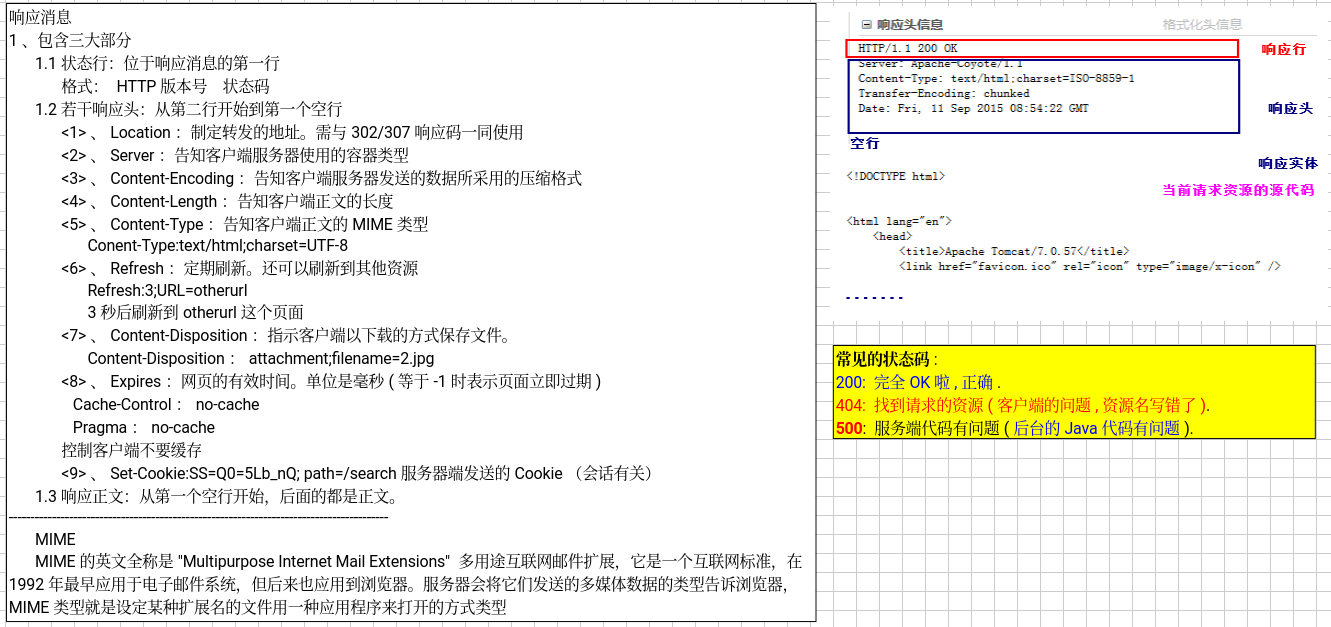 响应消息
1 、包含三大部分
1.1 状态行：位于响应消息的第一行
格式： HTTP 版本号 状态码
1.2 若干响应头：从第二行开始到第一个空行
<1> 、 Location ：制定转发的地址。需与 302/307 响应码一同使用
<2> 、 Server ：告知客户端服务器使用的容器类型
<3> 、 Content-Encoding ：告知客户端服务器发送的数据所采用的压缩格式
<4> 、 Content-Length ：告知客户端正文的长度
<5> 、 Content-Type ：告知客户端正文的 MIME 类型
Conent-Type:text/html;charset=UTF-8
<6> 、 Refresh ：定期刷新。还可以刷新到其他资源
Refresh:3;URL=otherurl
3 秒后刷新到 otherurl 这个页面
<7> 、 Content-Disposition ：指示客户端以下载的方式保存文件。
Content-Disposition ： attachment;filename=2.jpg
<8> 、 Expires ：网页的有效时间。单位是毫秒 ( 等于 -1 时表示页面立即过期 )
Cache-Control ： no-cache
Pragma ： no-cache
控制客户端不要缓存
<9> 、 Set-Cookie:SS=Q0=5Lb_nQ; path=/search 服务器端发送的 Cookie （会话有关）
1.3 响应正文：从第一个空行开始，后面的都是正文。
----------------------------------------------------------------------------------------
MIME
MIME 的英文全称是 "Multipurpose Internet Mail Extensions" 多用途互联网邮件扩展，它是一个互联网标准，在
1992 年最早应用于电子邮件系统，但后来也应用到浏览器。服务器会将它们发送的多媒体数据的类型告诉浏览器，
MIME 类型就是设定某种扩展名的文件用一种应用程序来打开的方式类型
响应头信息 格式化头信息
HTTP/1.1 200 OK 响应行
Server: Apache-Coyote/1.1
Content-Type: text/html;charset=ISO-8859-1
Transfer-Encoding: chunked
Date: Fri, 11 Sep 2015 08:54:22 GMT 响应头
空行
响应实体
<!DOCTYPE html>
当前请求资源的源代码
<html lang="en">
<head>
<title>Apache Tomcat/7.0.57</title>
<link href="favicon.ico" rel="icon" type="image/x-icon" />
.......
常见的状态码 :
200: 完全 OK 啦 , 正确 .
404: 找到请求的资源 ( 客户端的问题 , 资源名写错了 ).
500: 服务端代码有问题 ( 后台的 Java 代码有问题 ).